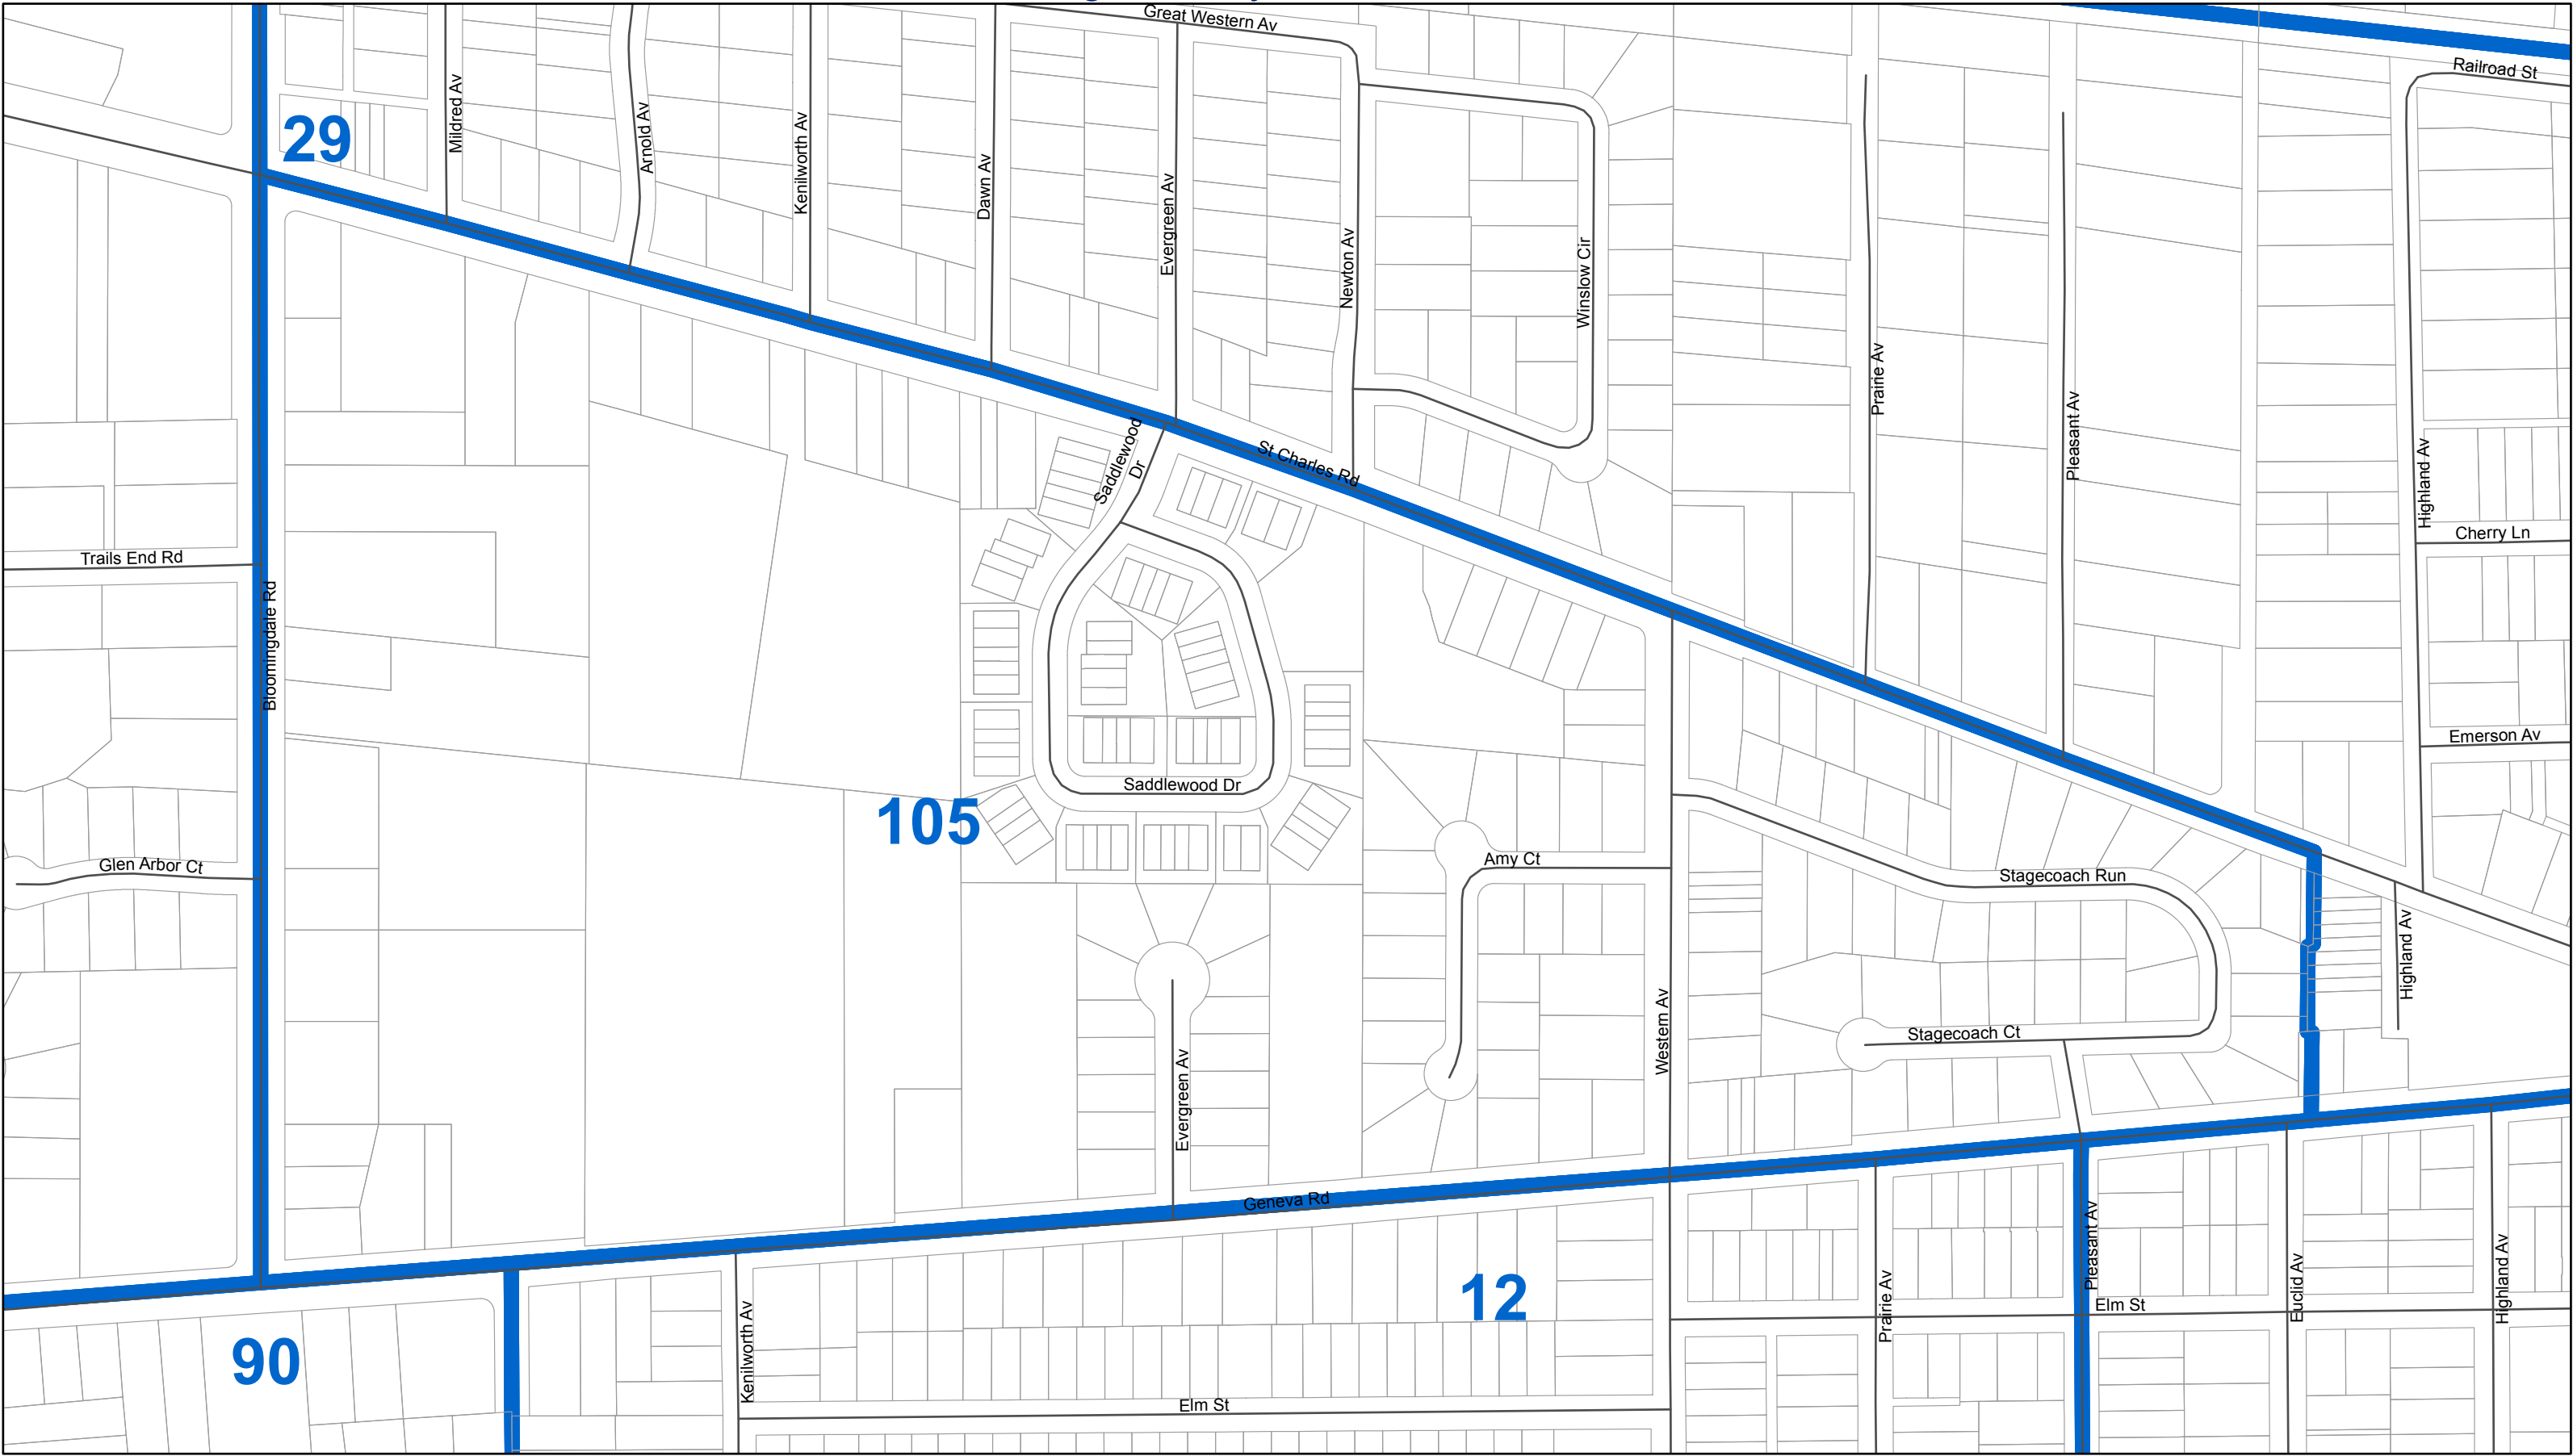 Great Western Av
Railroad St
29
Mildred Av
Arnold Av
Kenilworth Av
Dawn Av
Evergreen Av
Newton Av
Winslow Cir
Prairie Av
Pleasant Av
Highland Av
Saddlewood
Dr
St Charles Rd
Cherry Ln
Trails End Rd
Bloomingdale Rd
Emerson Av
Saddlewood Dr
105
Glen Arbor Ct
Amy Ct
Stagecoach Run
Highland Av
Western Av
Stagecoach Ct
Evergreen Av
Geneva Rd
12
Pleasant Av
Euclid Av
Highland Av
Prairie Av
Elm St
90
Kenilworth Av
Elm St